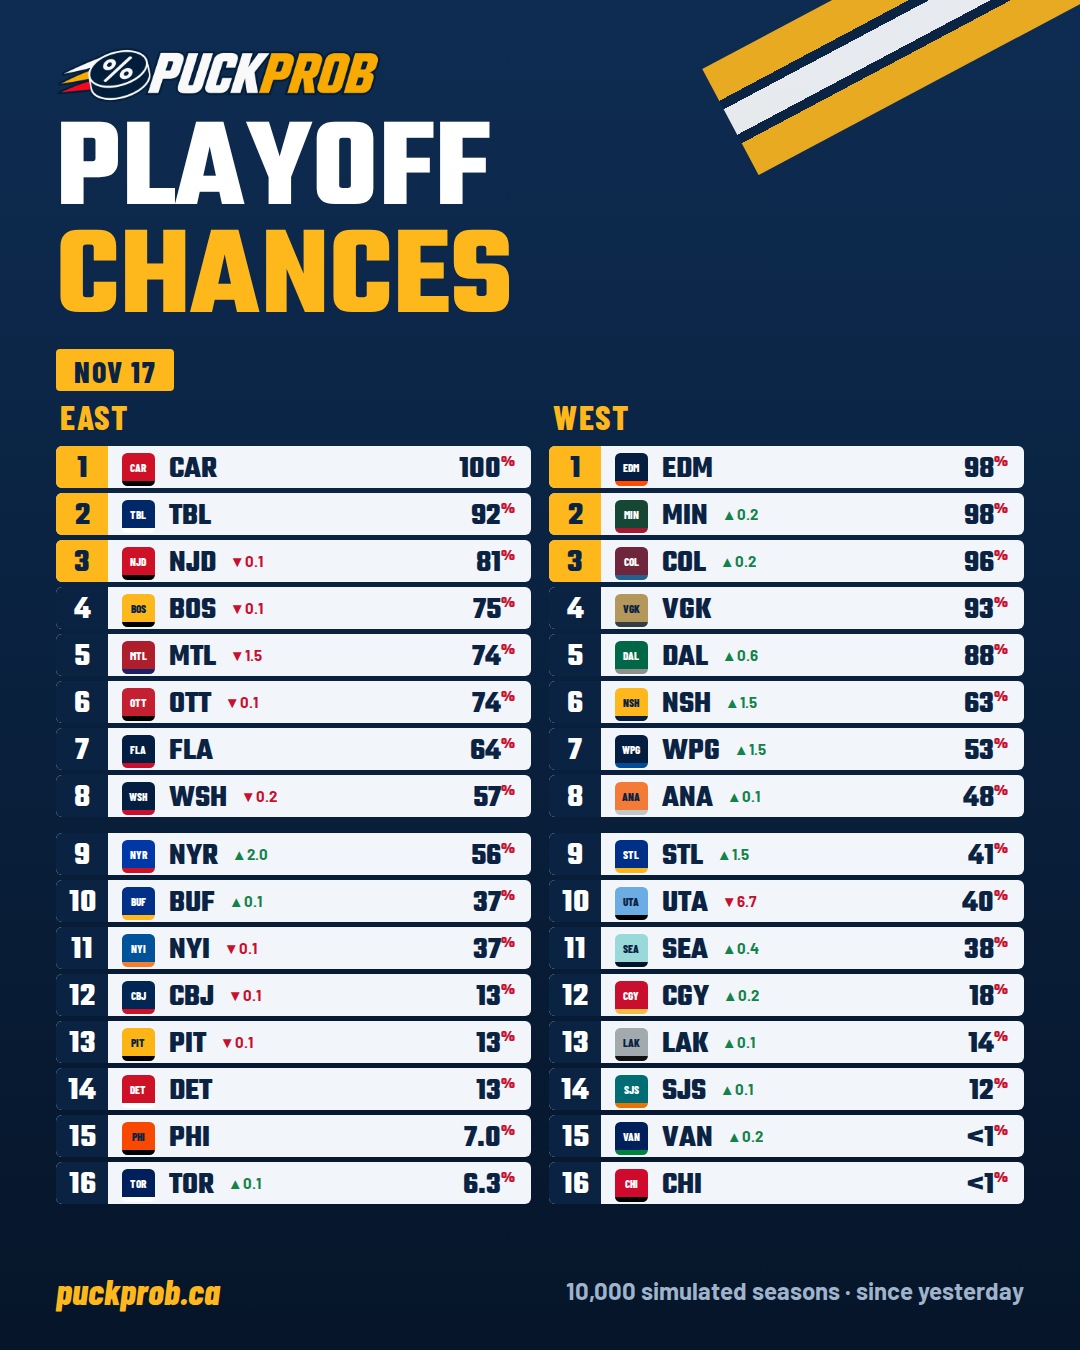 % PUCKPROB
PLAYOFF
CHANCES
NOV 17
EAST
1 CAR CAR 100%
2 TBL TBL 92%
3 NJD NJD ▼0.1 81%
4 BOS BOS ▼0.1 75%
5 MTL MTL ▼1.5 74%
6 OTT OTT ▼0.1 74%
7 FLA FLA 64%
8 WSH WSH ▼0.2 57%
9 NYR NYR ▲2.0 56%
10 BUF BUF ▲0.1 37%
11 NYI NYI ▼0.1 37%
12 CBJ CBJ ▼0.1 13%
13 PIT PIT ▼0.1 13%
14 DET DET 13%
15 PHI PHI 7.0%
16 TOR TOR ▲0.1 6.3%
WEST
1 EDM EDM 98%
2 MIN MIN ▲0.2 98%
3 COL COL ▲0.2 96%
4 VGK VGK 93%
5 DAL DAL ▲0.6 88%
6 NSH NSH ▲1.5 63%
7 WPG WPG ▲1.5 53%
8 ANA ANA ▲0.1 48%
9 STL STL ▲1.5 41%
10 UTA UTA ▼6.7 40%
11 SEA SEA ▲0.4 38%
12 CGY CGY ▲0.2 18%
13 LAK LAK ▲0.1 14%
14 SJS SJS ▲0.1 12%
15 VAN VAN ▲0.2 <1%
16 CHI CHI <1%
puckprob.ca
10,000 simulated seasons · since yesterday